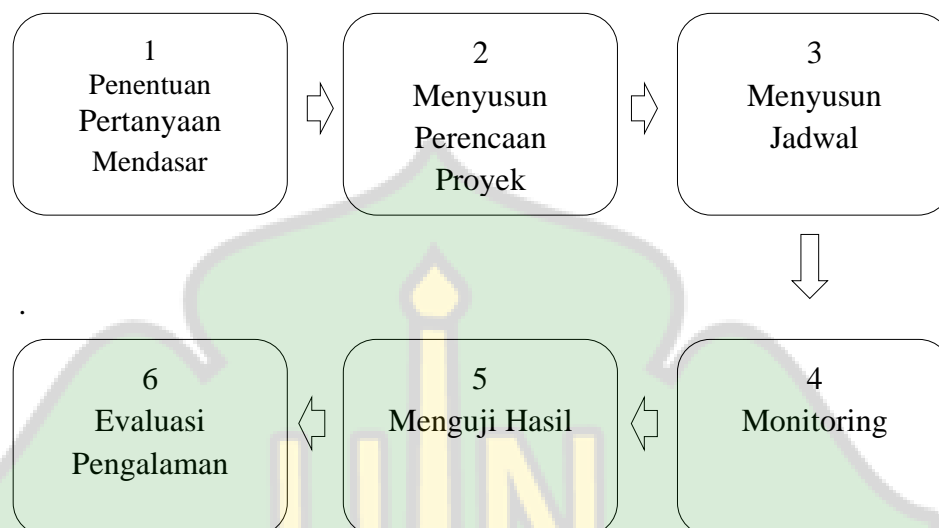 1
Penentuan
Pertanyaan
Mendasar
2
Menyusun
Perencaan
Proyek
3
Menyusun
Jadwal
.
4
Monitoring
5
Menguji Hasil
6
Evaluasi
Pengalaman
UIN